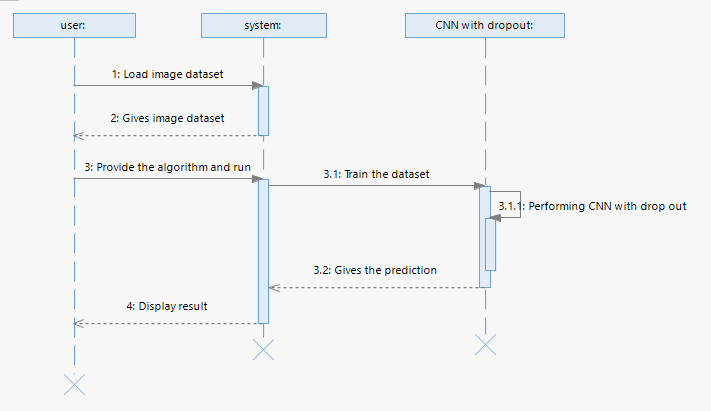 user:
system:
CNN with dropout:
1: Load image dataset
2: Gives image dataset
3: Provide the algorithm and run
3.1: Train the dataset
3.1.1: Performing CNN with drop out
3.2: Gives the prediction
4: Display result